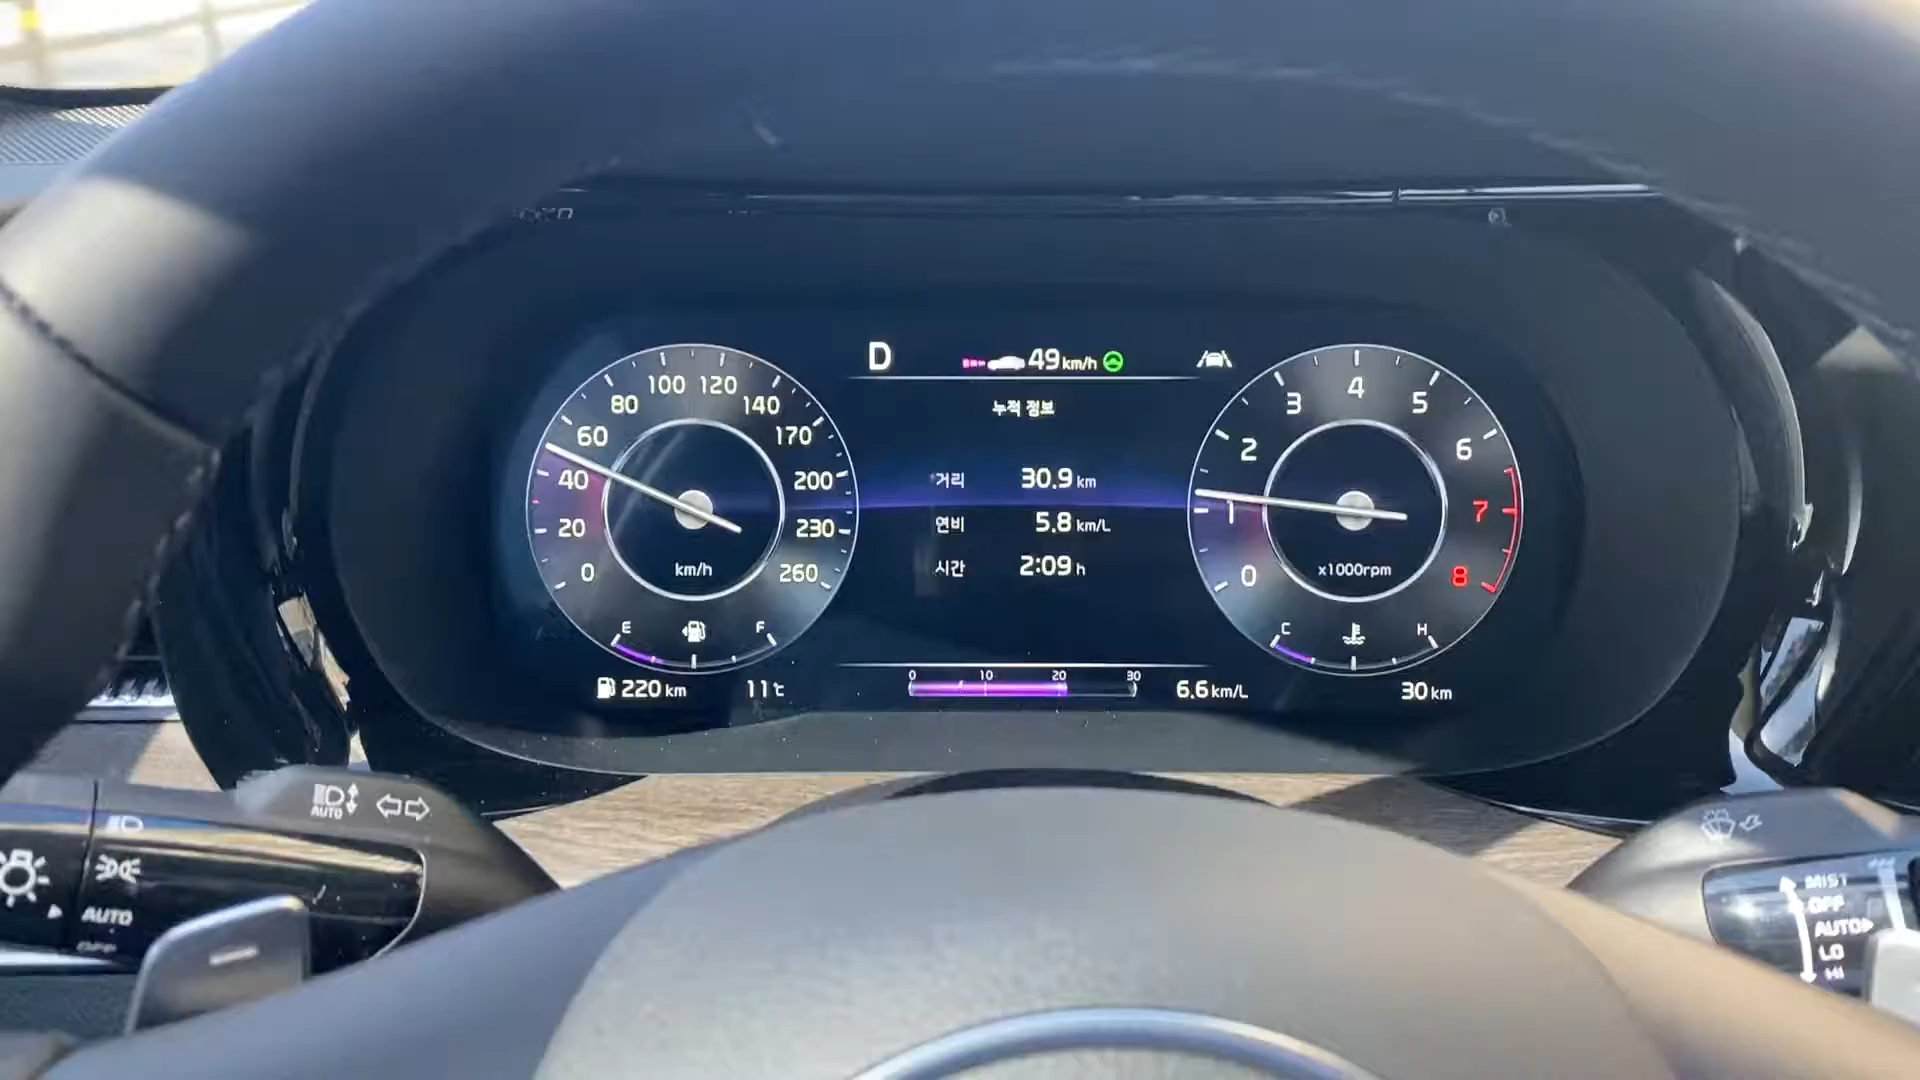 D 49 km/h
누적 정보
거리 30.9 km
연비 5.8 km/L
시간 2:09 h
0 20 40 60 80 100 120 140 170 200 230 260
km/h
E F
220 km 11℃
0 1 2 3 4 5 6 7 8
x1000rpm
C H
0 10 20 30
6.6 km/L
30 km
AUTO
AUTO
OFF
MIST
OFF
AUTO
LO
HI